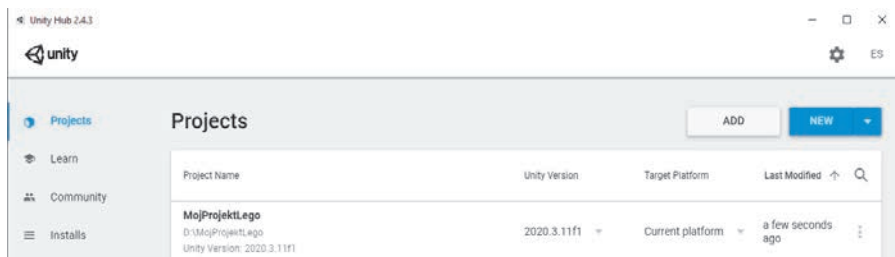 Unity Hub 2.4.3
unity
ES
Projects
Learn
Community
Installs
Projects
ADD
NEW
Project Name
Unity Version
Target Platform
Last Modified
MojProjektLego
D:\MojProjektLego
Unity Version: 2020.3.11f1
2020.3.11f1
Current platform
a few seconds
ago